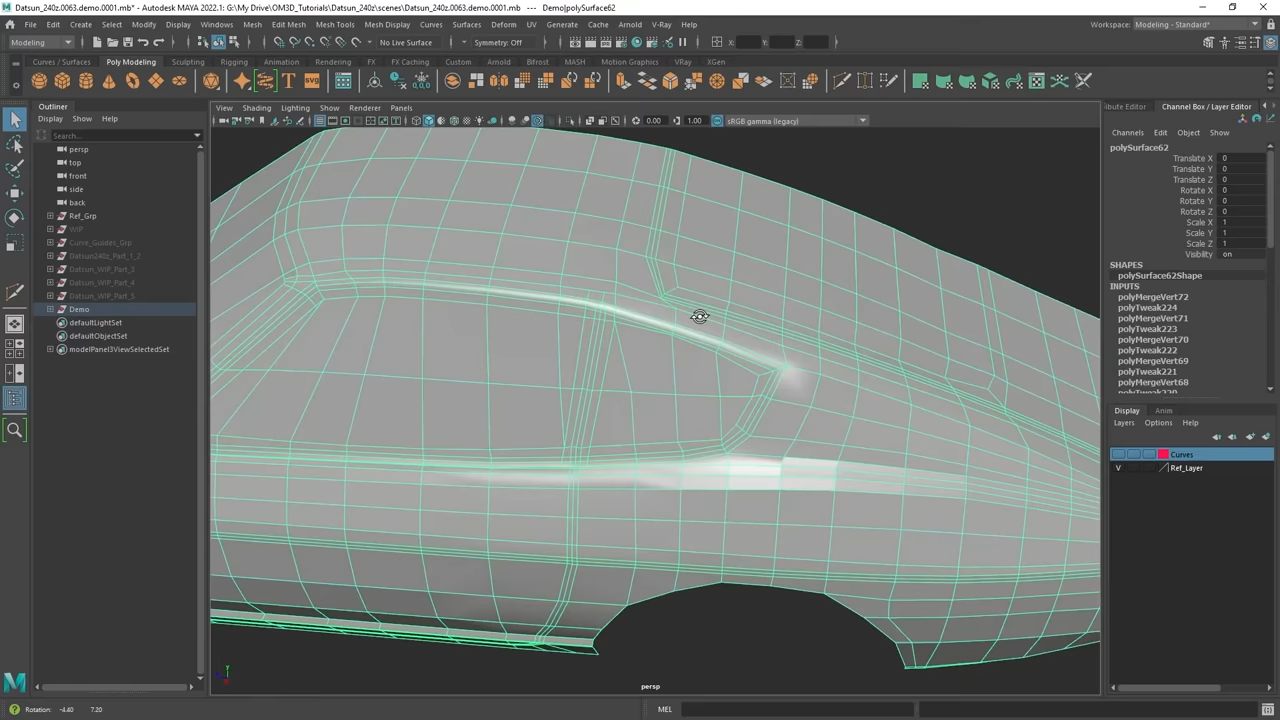 Datsun_240z.0063.demo.0001.mb* - Autodesk MAYA 2022.1: G:\My Drive\OM3D_Tutorials\Datsun_240z\scenes\Datsun_240z.demo.0001.mb* --- Demo|polySurface62
File Edit Create Select Modify Display Windows Mesh Edit Mesh Mesh Tools Mesh Display Curves Surfaces Deform UV Generate Cache Arnold V-Ray Help
Workspace: Modeling - Standard*
Modeling No Live Surface Symmetry: Off X: Y: Z:
Curves / Surfaces Poly Modeling Sculpting Rigging Animation Rendering FX FX Caching Custom Arnold Bifrost MASH Motion Graphics VRay XGen
SVG
Outliner
Display Show Help
Search...
persp
top
front
side
back
Ref_Grp
WIP
Curve_Guides_Grp
Datsun240z_Part_1_2
Datsun_WIP_Part_3
Datsun_WIP_Part_4
Datsun_WIP_Part_5
Demo
defaultLightSet
defaultObjectSet
modelPanel3ViewSelectedSet
View Shading Lighting Show Renderer Panels
0.00 1.00 sRGB gamma (legacy)
persp
bute Editor Channel Box / Layer Editor
Channels Edit Object Show
polySurface62
Translate X 0
Translate Y 0
Translate Z 0
Rotate X 0
Rotate Y 0
Rotate Z 0
Scale X 1
Scale Y 1
Scale Z 1
Visibility on
SHAPES
polySurface62Shape
INPUTS
polyMergeVert72
polyTweak224
polyMergeVert71
polyTweak223
polyMergeVert70
polyTweak222
polyMergeVert69
polyTweak221
polyMergeVert68
polyTweak220
Display Anim
Layers Options Help
Curves
V Ref_Layer
Rotation: -4.40 7.20
MEL